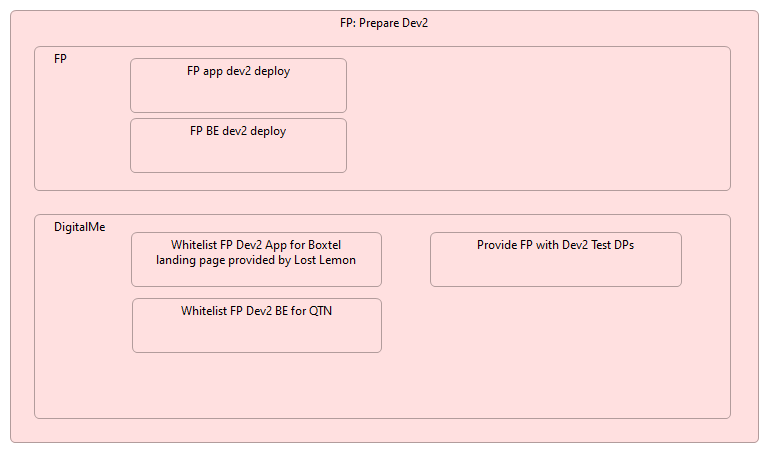 FP: Prepare Dev2
FP
FP app dev2 deploy
FP BE dev2 deploy
DigitalMe
Whitelist FP Dev2 App for Boxtel
landing page provided by Lost Lemon
Provide FP with Dev2 Test DPs
Whitelist FP Dev2 BE for QTN